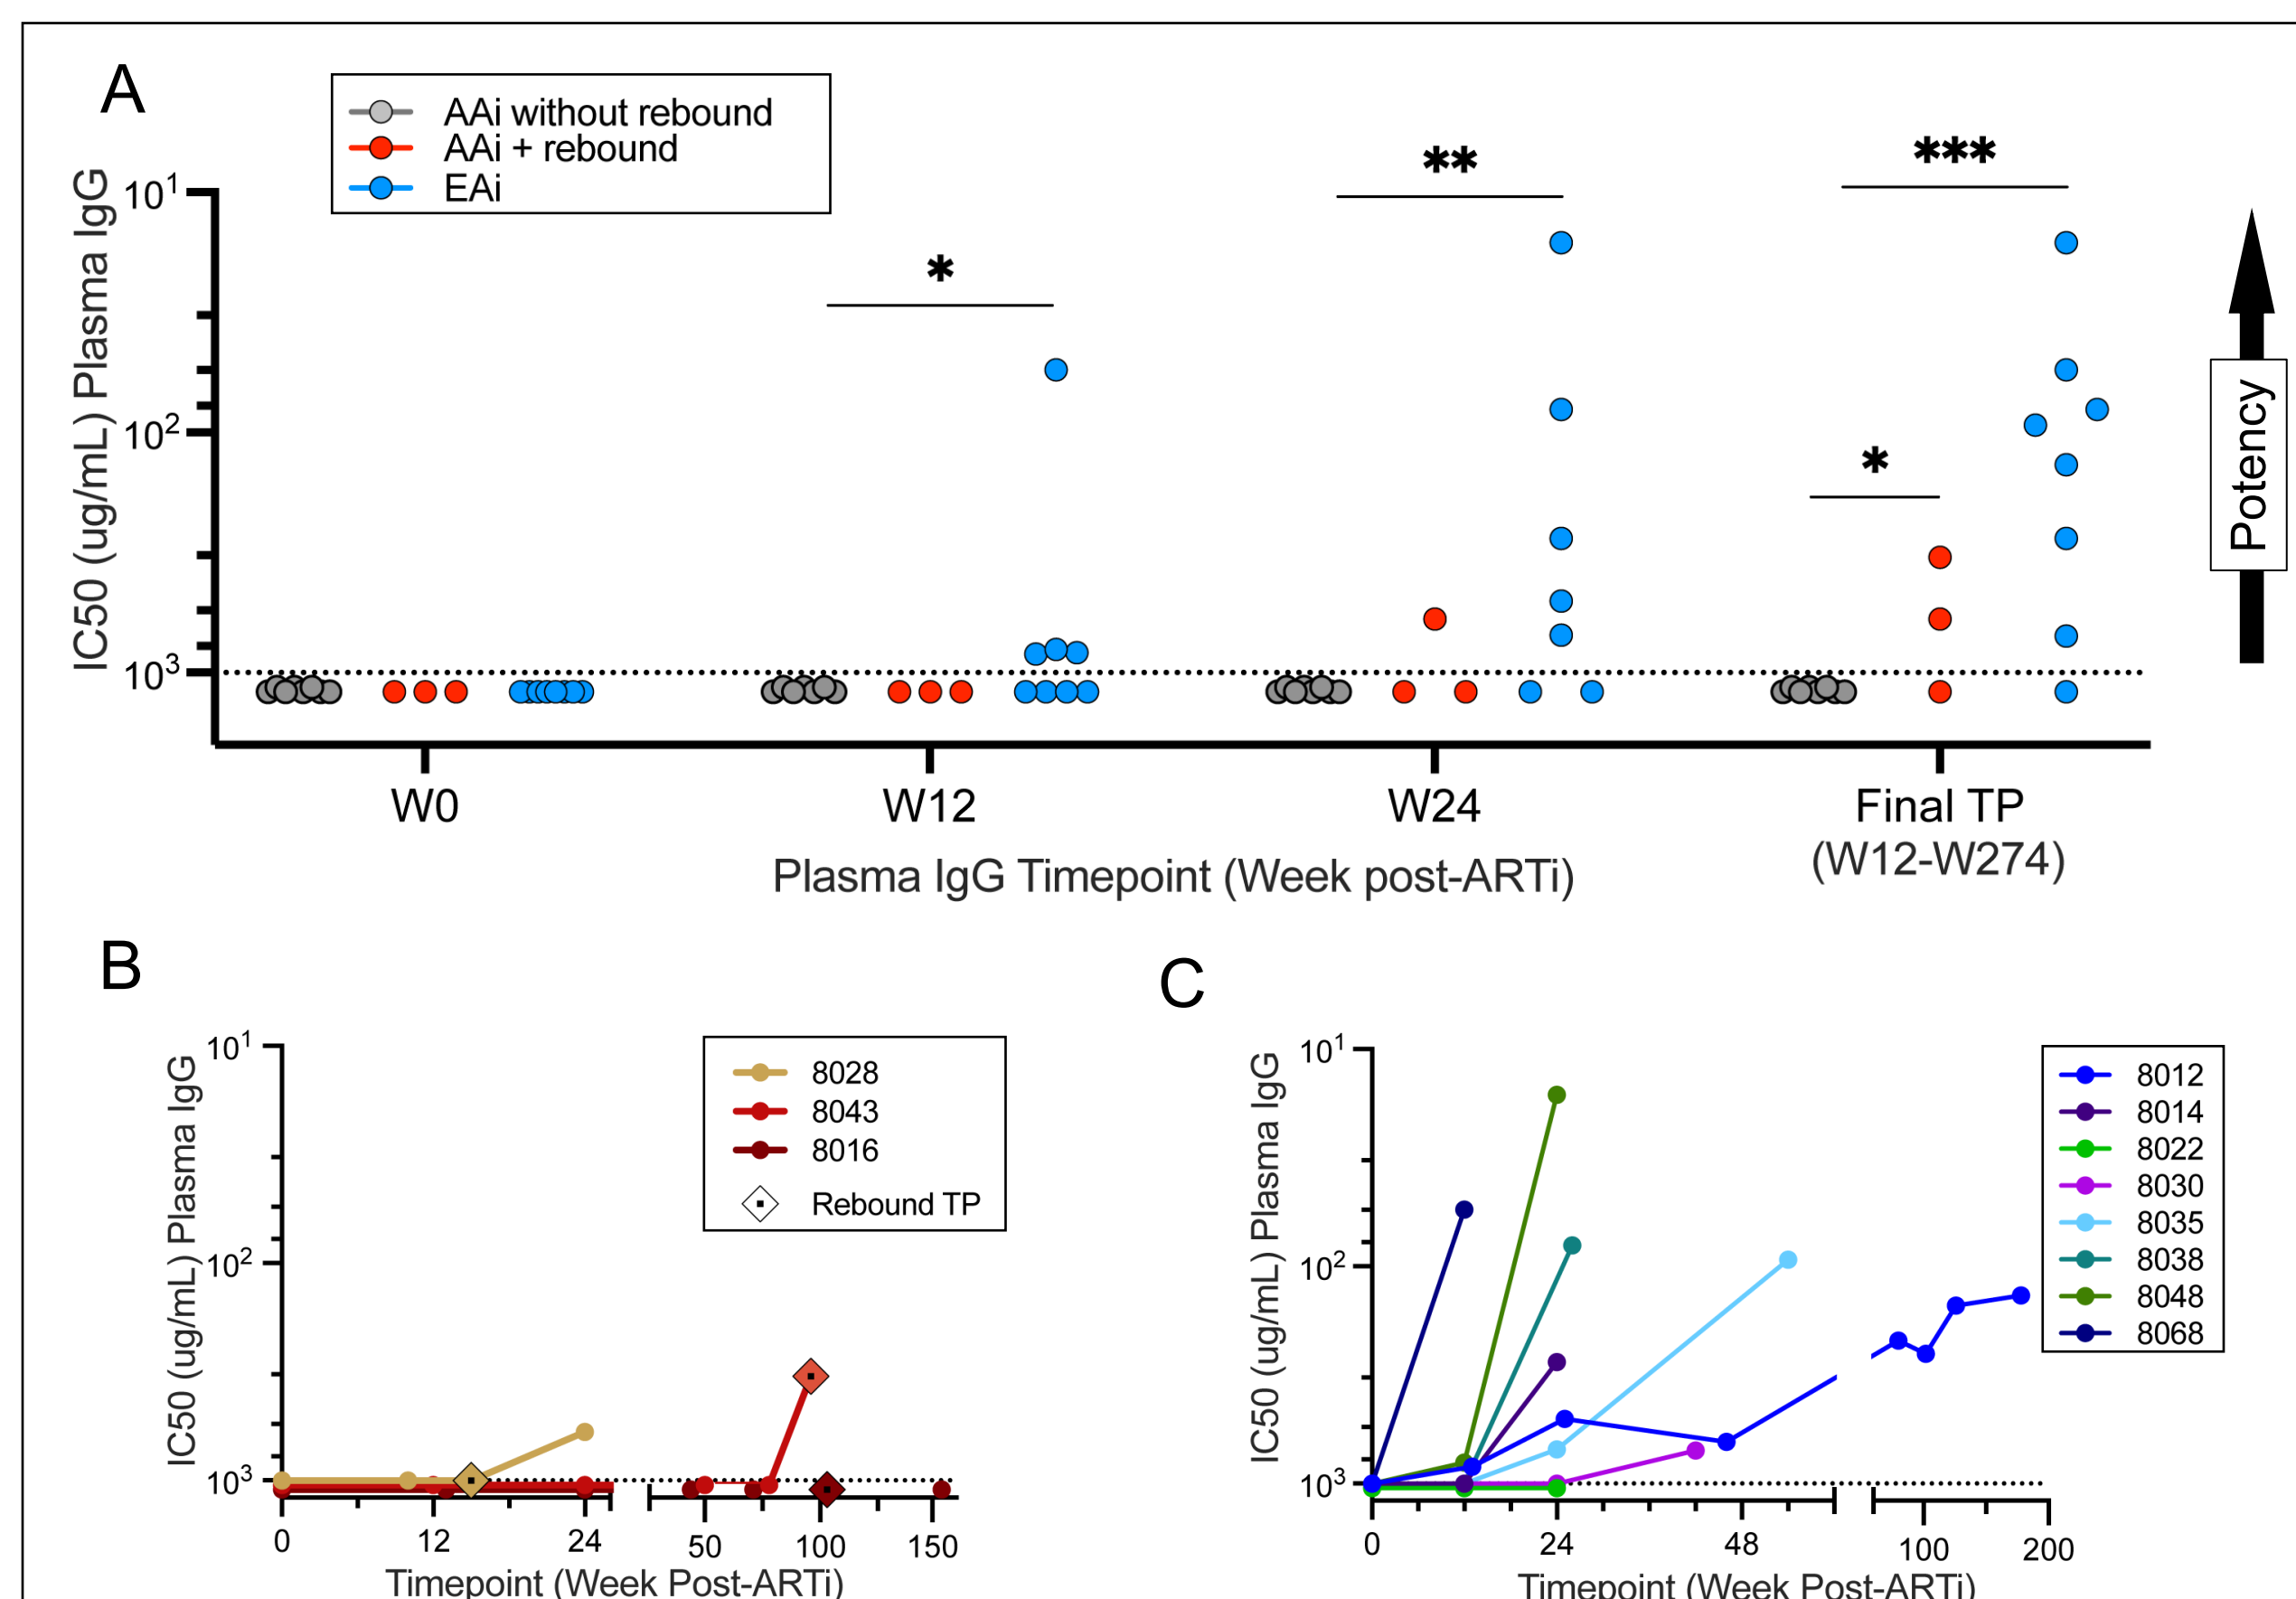 A
AAi without rebound
AAi + rebound
EAi
IC50 (ug/mL) Plasma IgG
10¹
10²
10³
*
**
***
*
Potency
W0
W12
W24
Final TP
(W12-W274)
Plasma IgG Timepoint (Week post-ARTi)
B
IC50 (ug/mL) Plasma IgG
10¹
10²
10³
8028
8043
8016
Rebound TP
0
12
24
50
100
150
Timepoint (Week Post-ARTi)
C
IC50 (ug/mL) Plasma IgG
10¹
10²
10³
8012
8014
8022
8030
8035
8038
8048
8068
0
24
48
100
200
Timepoint (Week Post-ARTi)